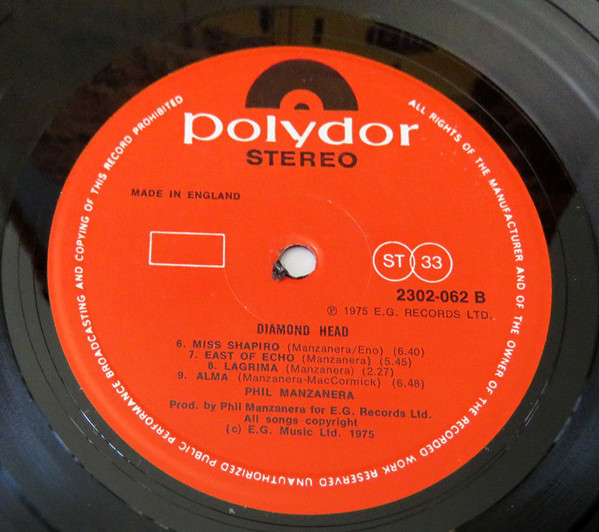 polydor
STEREO
MADE IN ENGLAND
ST 33
2302-062 B
℗ 1975 E.G. RECORDS LTD.
DIAMOND HEAD
6. MISS SHAPIRO (Manzanera/Eno) (6.40)
7. EAST OF ECHO (Manzanera) (5.45)
8. LAGRIMA (Manzanera) (2.27)
9. ALMA (Manzanera-MacCormick) (6.48)
PHIL MANZANERA
Prod. by Phil Manzanera for E.G. Records Ltd.
All songs copyright
(c) E.G. Music Ltd. 1975
ALL RIGHTS OF THE MANUFACTURER AND OF THE OWNER OF THE RECORDED WORK RESERVED UNAUTHORIZED PUBLIC PERFORMANCE BROADCASTING AND COPYING OF THIS RECORD PROHIBITED